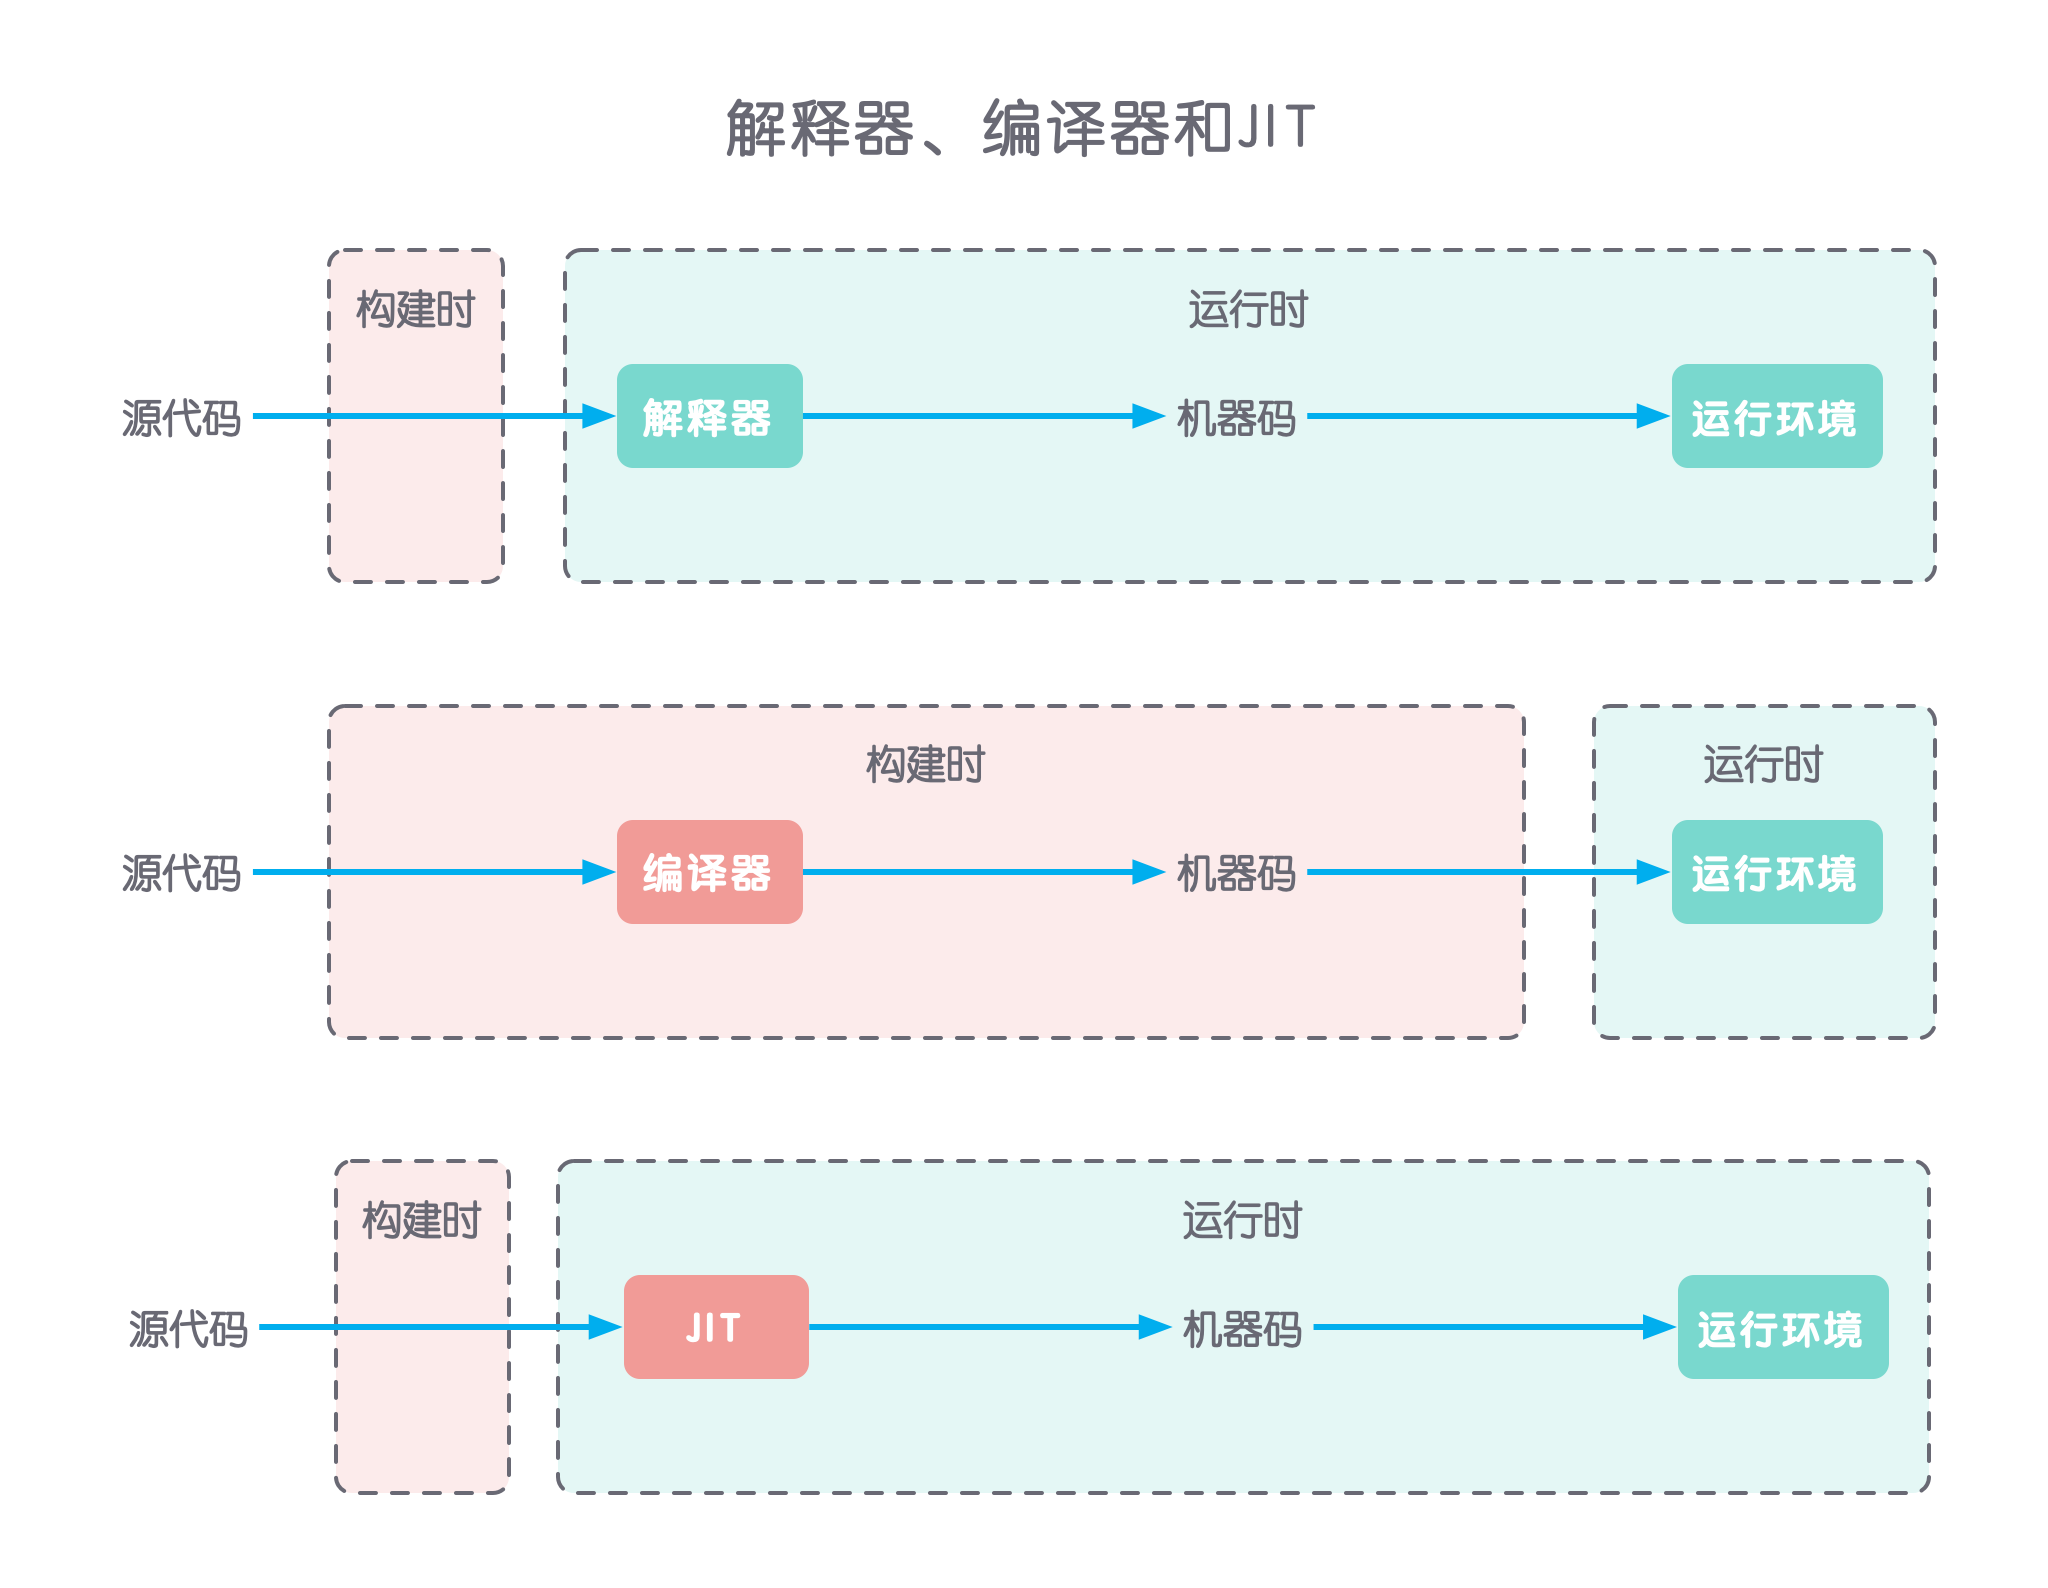 解释器、编译器和JIT
构建时
运行时
源代码
解释器
机器码
运行环境
构建时
运行时
源代码
编译器
机器码
运行环境
构建时
运行时
源代码
JIT
机器码
运行环境